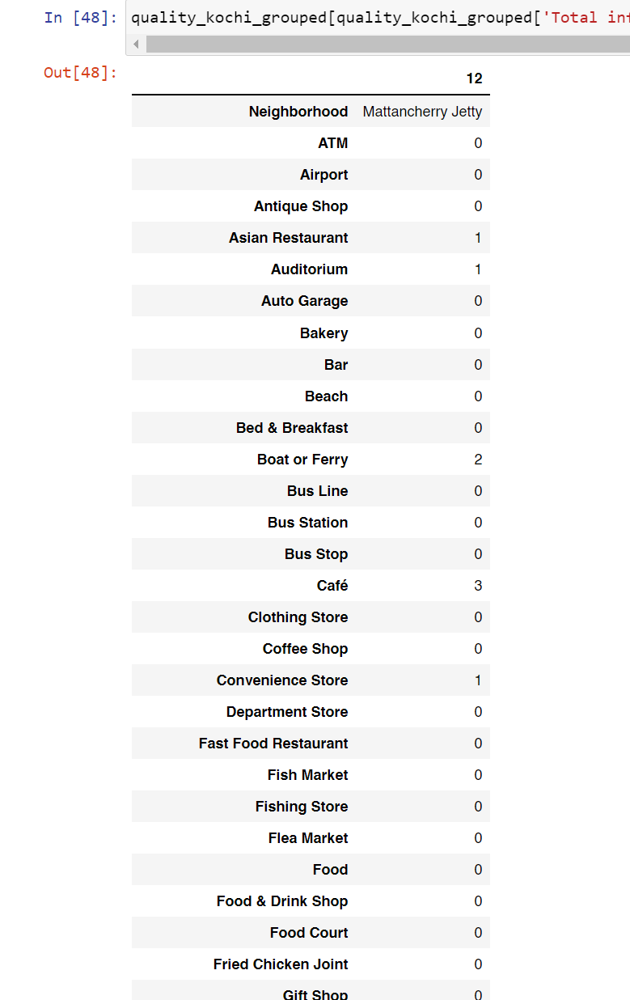 In [48]: quality_kochi_grouped[quality_kochi_grouped['Total inf
Out[48]:
12
Neighborhood Mattancherry Jetty
ATM 0
Airport 0
Antique Shop 0
Asian Restaurant 1
Auditorium 1
Auto Garage 0
Bakery 0
Bar 0
Beach 0
Bed & Breakfast 0
Boat or Ferry 2
Bus Line 0
Bus Station 0
Bus Stop 0
Café 3
Clothing Store 0
Coffee Shop 0
Convenience Store 1
Department Store 0
Fast Food Restaurant 0
Fish Market 0
Fishing Store 0
Flea Market 0
Food 0
Food & Drink Shop 0
Food Court 0
Fried Chicken Joint 0
Gift Shop 0